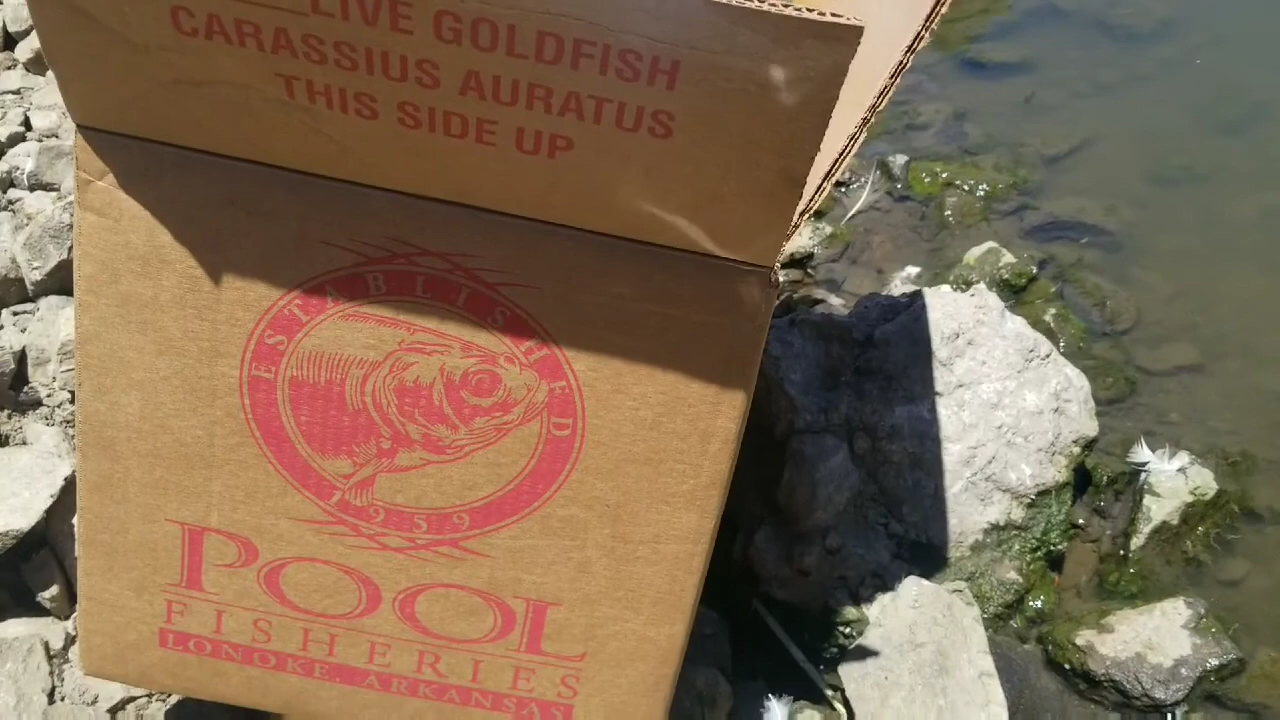 LIVE GOLDFISH
CARASSIUS AURATUS
THIS SIDE UP
ESTABLISHED
1959
POOL
FISHERIES
LONOKE, ARKANSAS